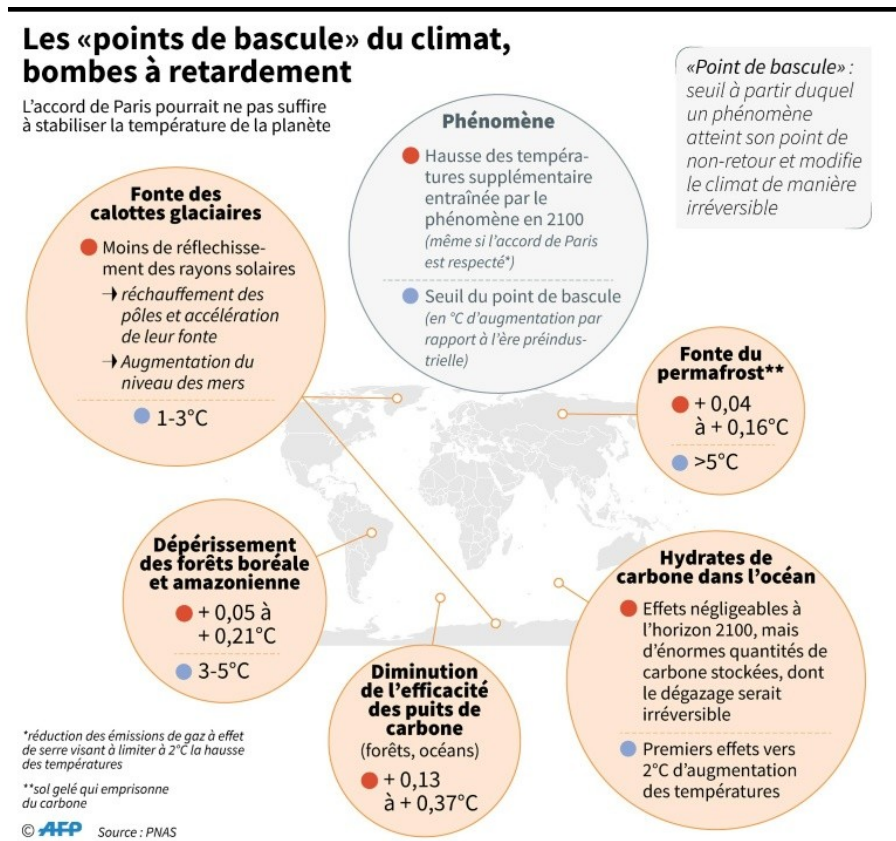 Les «points de bascule» du climat,
bombes à retardement
L’accord de Paris pourrait ne pas suffire
à stabiliser la température de la planète
«Point de bascule» :
seuil à partir duquel
un phénomène
atteint son point de
non-retour et modifie
le climat de manière
irréversible
Phénomène
Hausse des tempéra-
tures supplémentaire
entraînée par le
phénomène en 2100
(même si l’accord de Paris
est respecté*)
Seuil du point de bascule
(en °C d’augmentation par
rapport à l’ère préindus-
trielle)
Fonte des
calottes glaciaires
Moins de réflechisse-
ment des rayons solaires
→ réchauffement des
pôles et accélération
de leur fonte
→ Augmentation du
niveau des mers
1-3°C
Fonte du
permafrost**
+ 0,04
à + 0,16°C
>5°C
Dépérissement
des forêts boréale
et amazonienne
+ 0,05 à
+ 0,21°C
3-5°C
Diminution
de l’efficacité
des puits de
carbone
(forêts, océans)
+ 0,13
à + 0,37°C
Hydrates de
carbone dans l’océan
Effets négligeables à
l’horizon 2100, mais
d’énormes quantités de
carbone stockées, dont
le dégazage serait
irréversible
Premiers effets vers
2°C d’augmentation
des températures
*réduction des émissions de gaz à effet
de serre visant à limiter à 2°C la hausse
des températures
**sol gelé qui emprisonne
du carbone
© AFP Source : PNAS